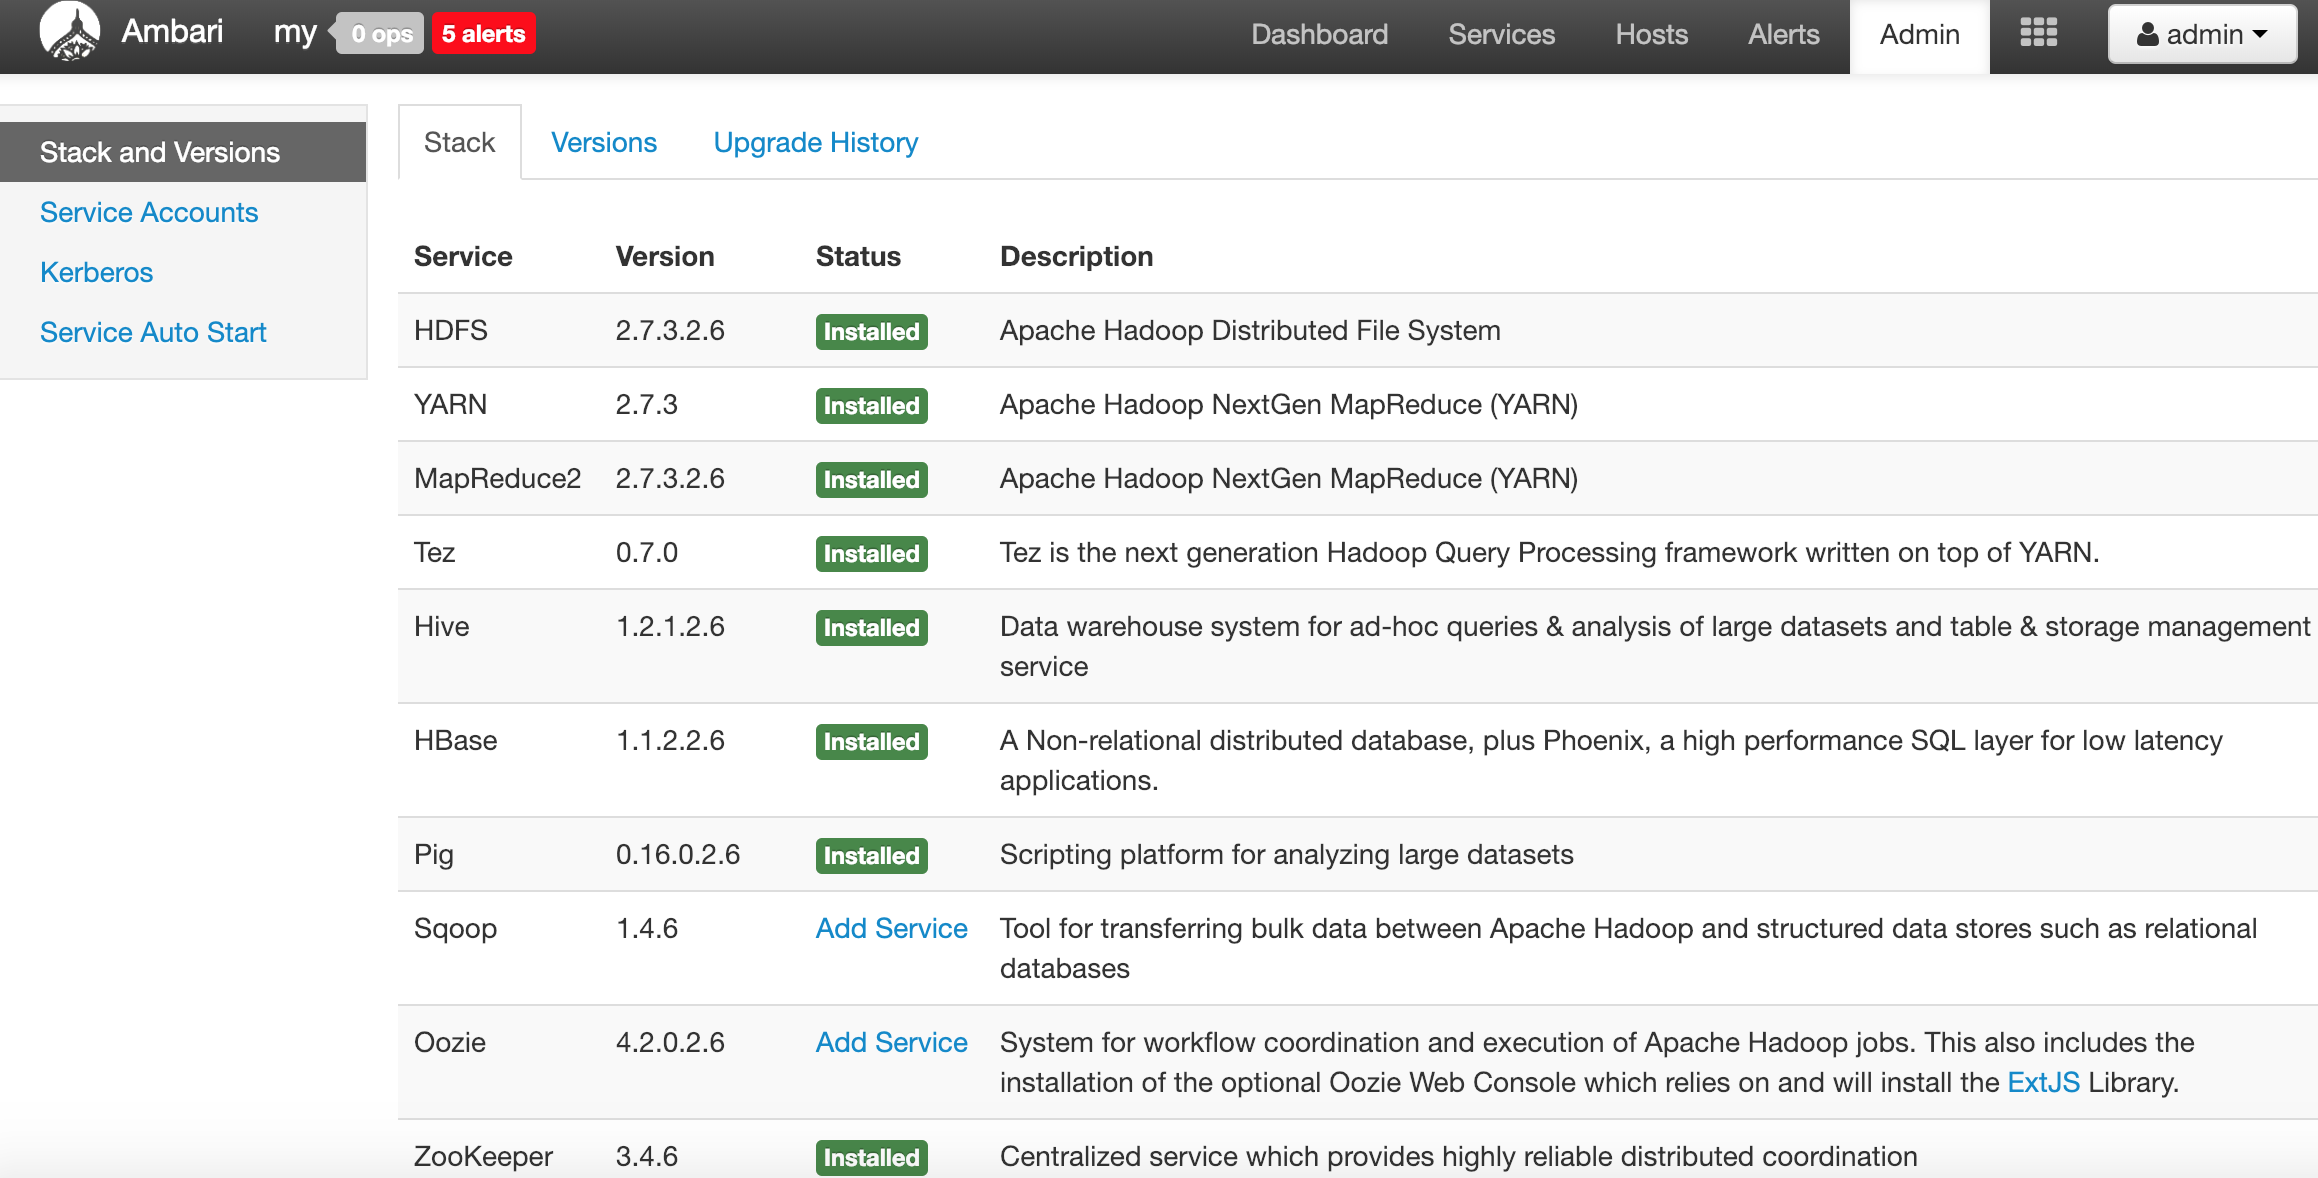 Ambari my 0 ops 5 alerts Dashboard Services Hosts Alerts Admin admin
Stack and Versions
Service Accounts
Kerberos
Service Auto Start
Stack Versions Upgrade History
Service Version Status Description
HDFS 2.7.3.2.6 Installed Apache Hadoop Distributed File System
YARN 2.7.3 Installed Apache Hadoop NextGen MapReduce (YARN)
MapReduce2 2.7.3.2.6 Installed Apache Hadoop NextGen MapReduce (YARN)
Tez 0.7.0 Installed Tez is the next generation Hadoop Query Processing framework written on top of YARN.
Hive 1.2.1.2.6 Installed Data warehouse system for ad-hoc queries & analysis of large datasets and table & storage management
service
HBase 1.1.2.2.6 Installed A Non-relational distributed database, plus Phoenix, a high performance SQL layer for low latency
applications.
Pig 0.16.0.2.6 Installed Scripting platform for analyzing large datasets
Sqoop 1.4.6 Add Service Tool for transferring bulk data between Apache Hadoop and structured data stores such as relational
databases
Oozie 4.2.0.2.6 Add Service System for workflow coordination and execution of Apache Hadoop jobs. This also includes the
installation of the optional Oozie Web Console which relies on and will install the ExtJS Library.
ZooKeeper 3.4.6 Installed Centralized service which provides highly reliable distributed coordination